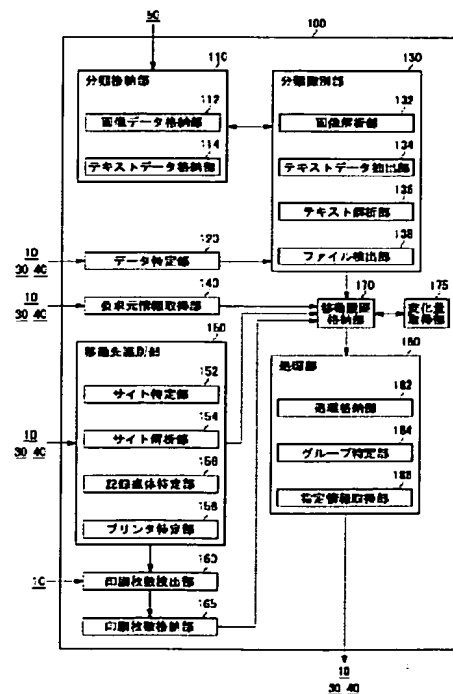 50
100
110
分類格納部
112
画像データ格納部
114
テキストデータ格納部
130
分類識別部
132
画像解析部
134
テキストデータ抽出部
136
テキスト解析部
138
ファイル検出部
120
データ特定部
10
30 40
140
要求元情報取得部
10
30 40
150
移動先識別部
152
サイト特定部
154
サイト解析部
156
記録媒体特定部
158
プリンタ特定部
10
30 40
160
印刷枚数検出部
10
165
印刷枚数格納部
170
移動履歴
格納部
175
変化量
取得部
180
処理部
182
処理格納部
184
グループ特定部
186
指定情報取得部
10
30 40